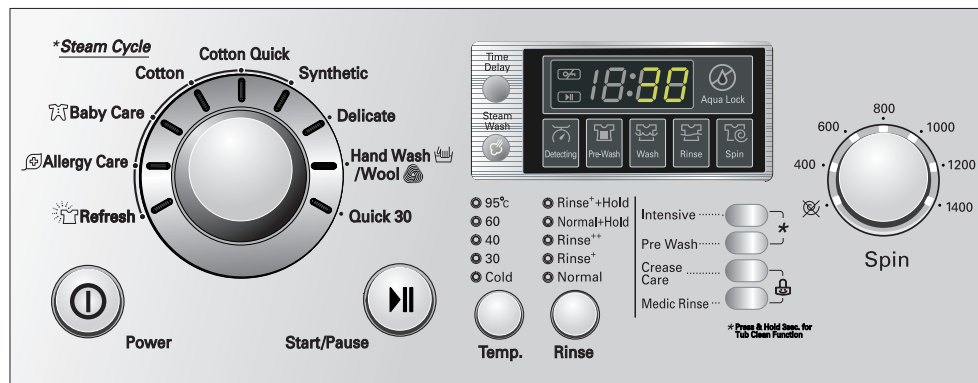 *Steam Cycle
Cotton Quick
Cotton
Synthetic
Baby Care
Delicate
Allergy Care
Hand Wash
/Wool
Refresh
Quick 30
Power
Start/Pause
Time
Delay
Steam
Wash
18:30
Aqua Lock
Detecting
Pre-Wash
Wash
Rinse
Spin
95°C
60
40
30
Cold
Temp.
Rinse⁺+Hold
Normal+Hold
Rinse⁺⁺
Rinse⁺
Normal
Rinse
Intensive
Pre Wash
*
Crease
Care
Medic Rinse
* Press & Hold 3sec. for
Tub Clean Function
400
600
800
1000
1200
1400
Spin